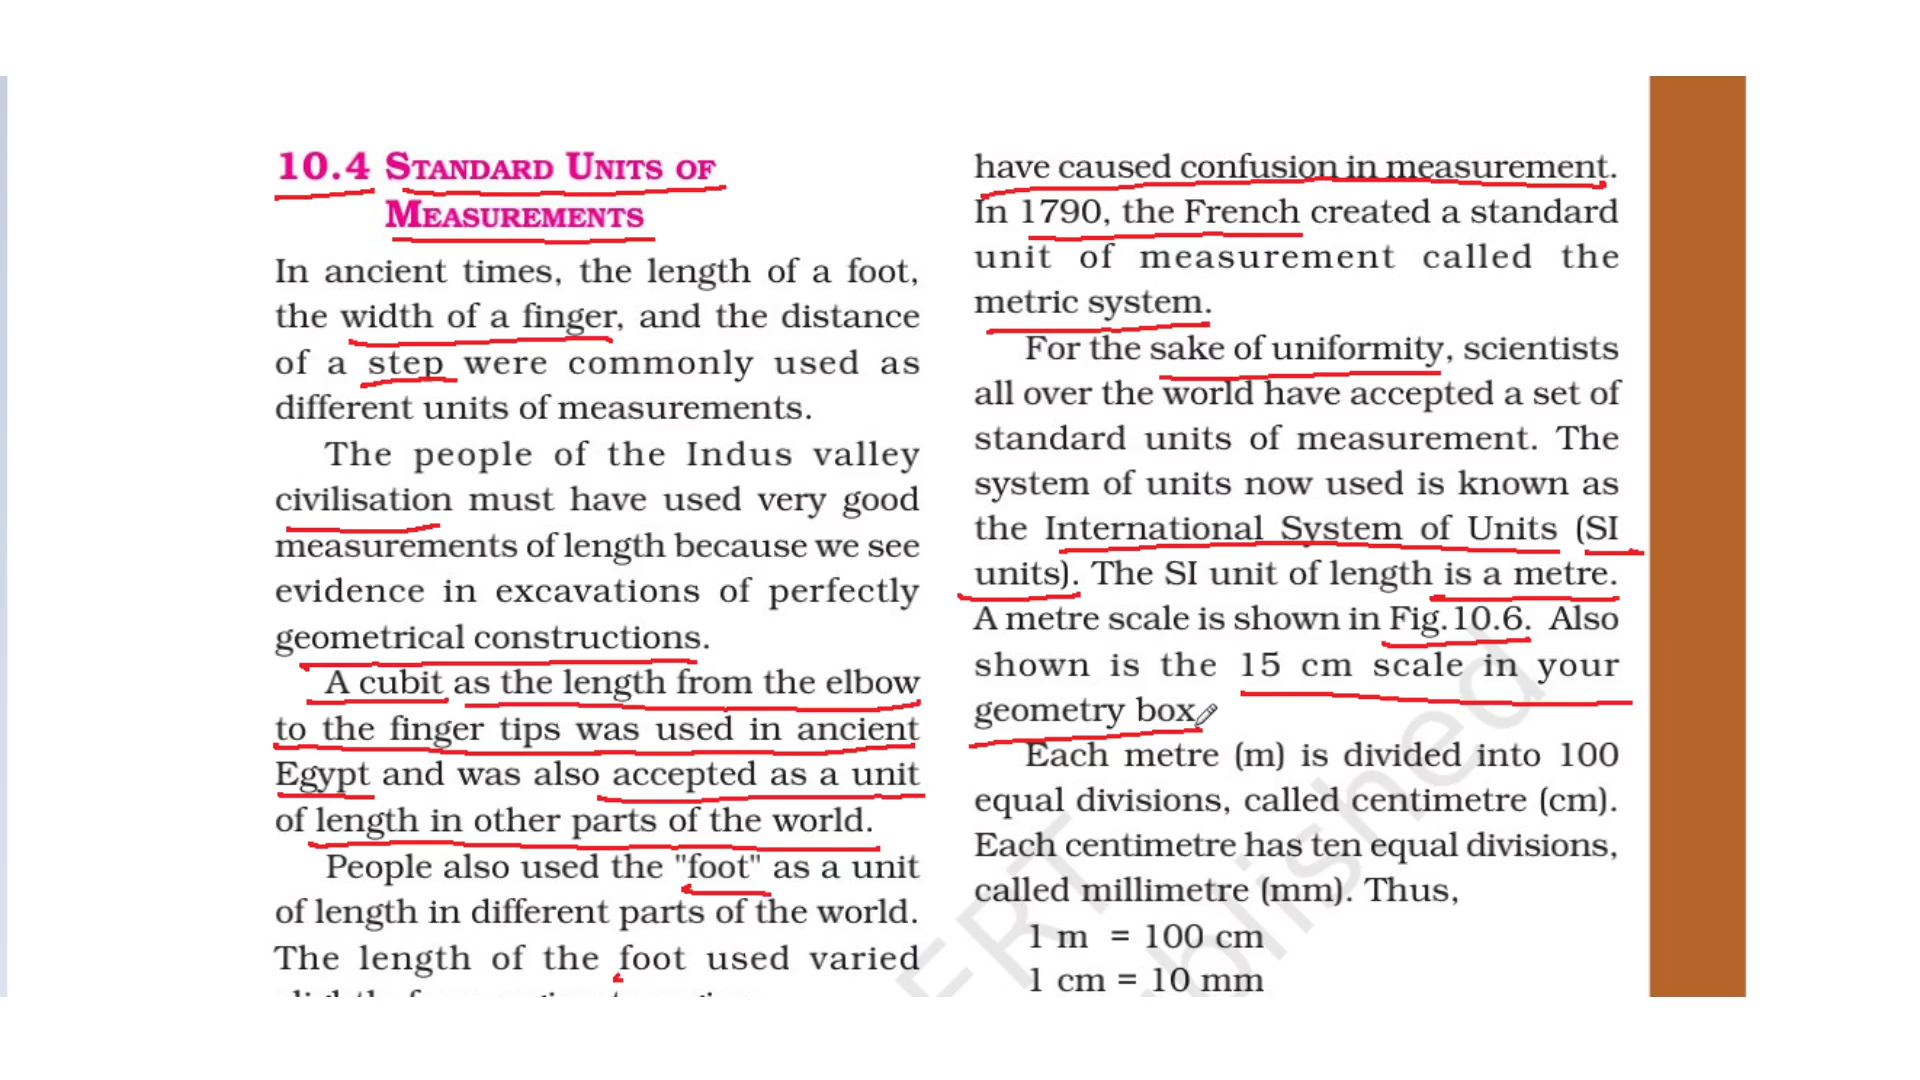 10.4 STANDARD UNITS OF
MEASUREMENTS
In ancient times, the length of a foot,
the width of a finger, and the distance
of a step were commonly used as
different units of measurements.
The people of the Indus valley
civilisation must have used very good
measurements of length because we see
evidence in excavations of perfectly
geometrical constructions.
A cubit as the length from the elbow
to the finger tips was used in ancient
Egypt and was also accepted as a unit
of length in other parts of the world.
People also used the "foot" as a unit
of length in different parts of the world.
The length of the foot used varied
have caused confusion in measurement.
In 1790, the French created a standard
unit of measurement called the
metric system.
For the sake of uniformity, scientists
all over the world have accepted a set of
standard units of measurement. The
system of units now used is known as
the International System of Units (SI
units). The SI unit of length is a metre.
A metre scale is shown in Fig.10.6. Also
shown is the 15 cm scale in your
geometry box.
Each metre (m) is divided into 100
equal divisions, called centimetre (cm).
Each centimetre has ten equal divisions,
called millimetre (mm). Thus,
1 m = 100 cm
1 cm = 10 mm